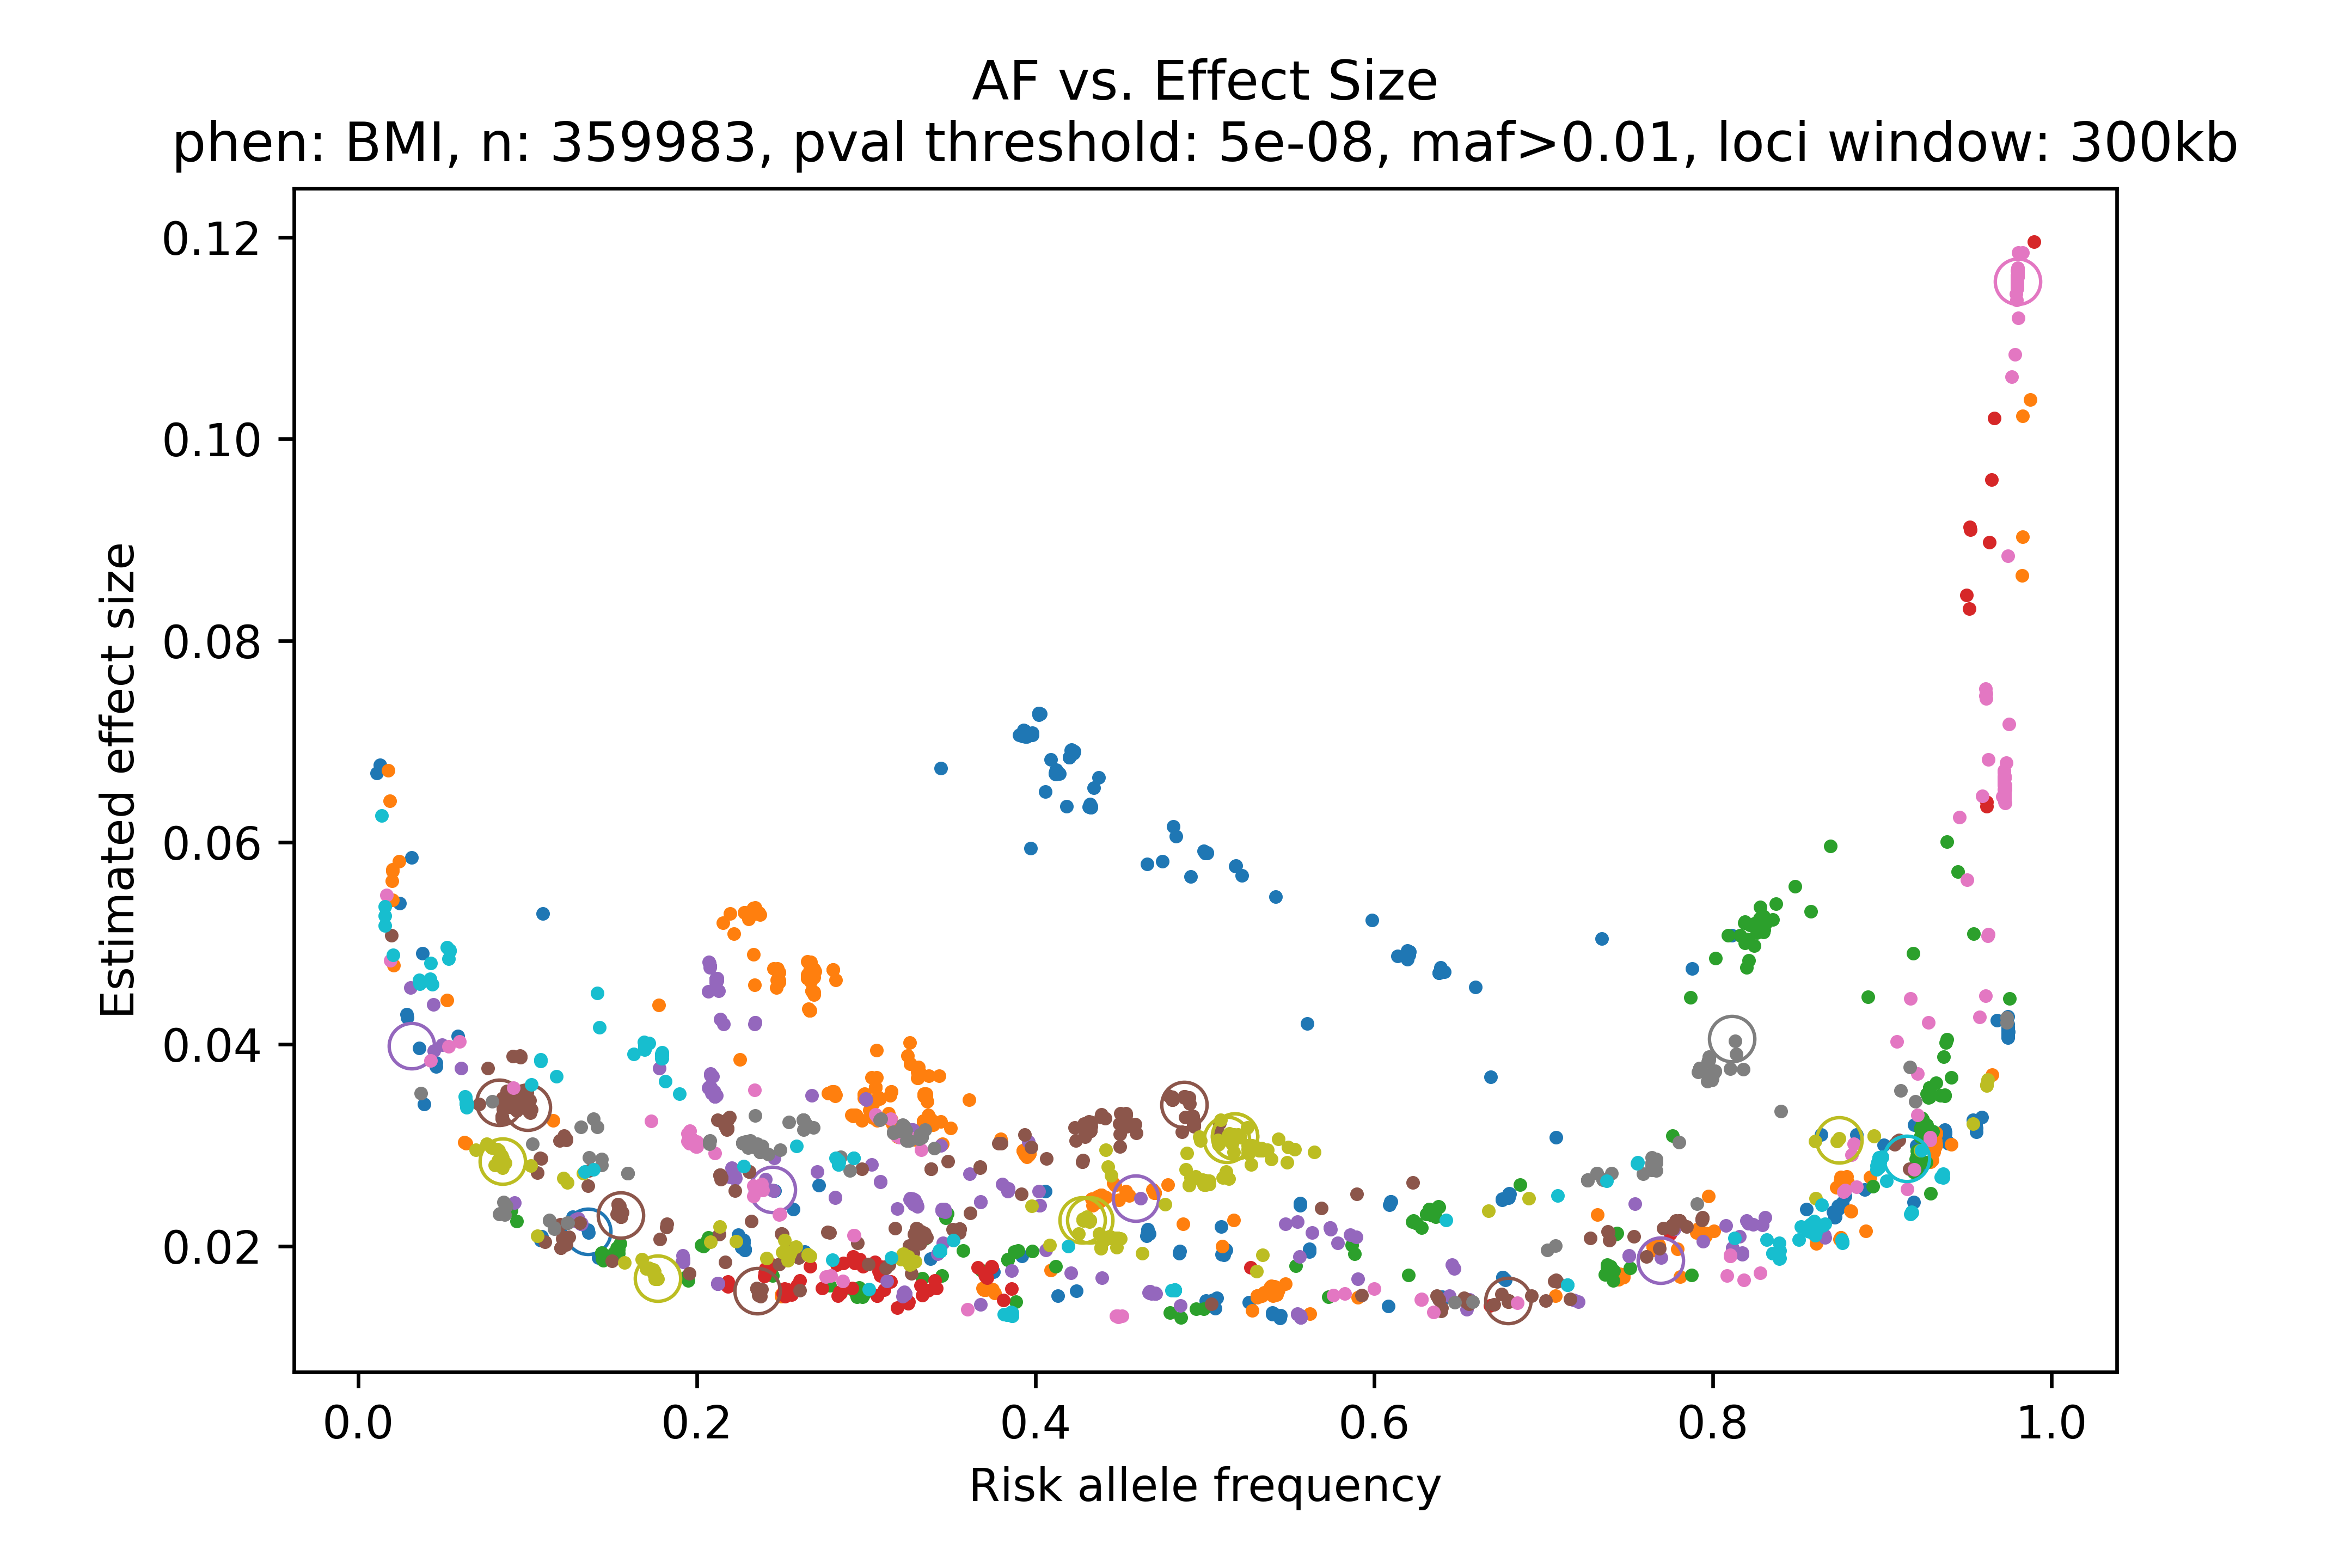 AF vs. Effect Size
phen: BMI, n: 359983, pval threshold: 5e-08, maf>0.01, loci window: 300kb
0.12
0.10
0.08
0.06
0.04
0.02
Estimated effect size
0.0 0.2 0.4 0.6 0.8 1.0
Risk allele frequency